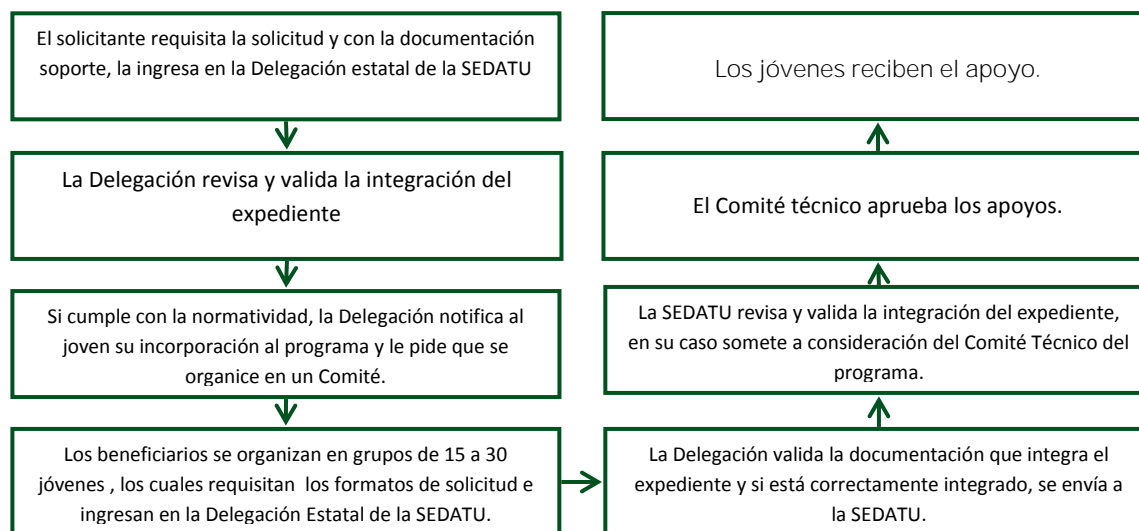 El solicitante requisita la solicitud y con la documentación
soporte, la ingresa en la Delegación estatal de la SEDATU
La Delegación revisa y valida la integración del
expediente
Si cumple con la normatividad, la Delegación notifica al
joven su incorporación al programa y le pide que se
organice en un Comité.
Los beneficiarios se organizan en grupos de 15 a 30
jóvenes , los cuales requisitan los formatos de solicitud e
ingresan en la Delegación Estatal de la SEDATU.
La Delegación valida la documentación que integra el
expediente y si está correctamente integrado, se envía a
la SEDATU.
La SEDATU revisa y valida la integración del expediente,
en su caso somete a consideración del Comité Técnico del
programa.
El Comité técnico aprueba los apoyos.
Los jóvenes reciben el apoyo.